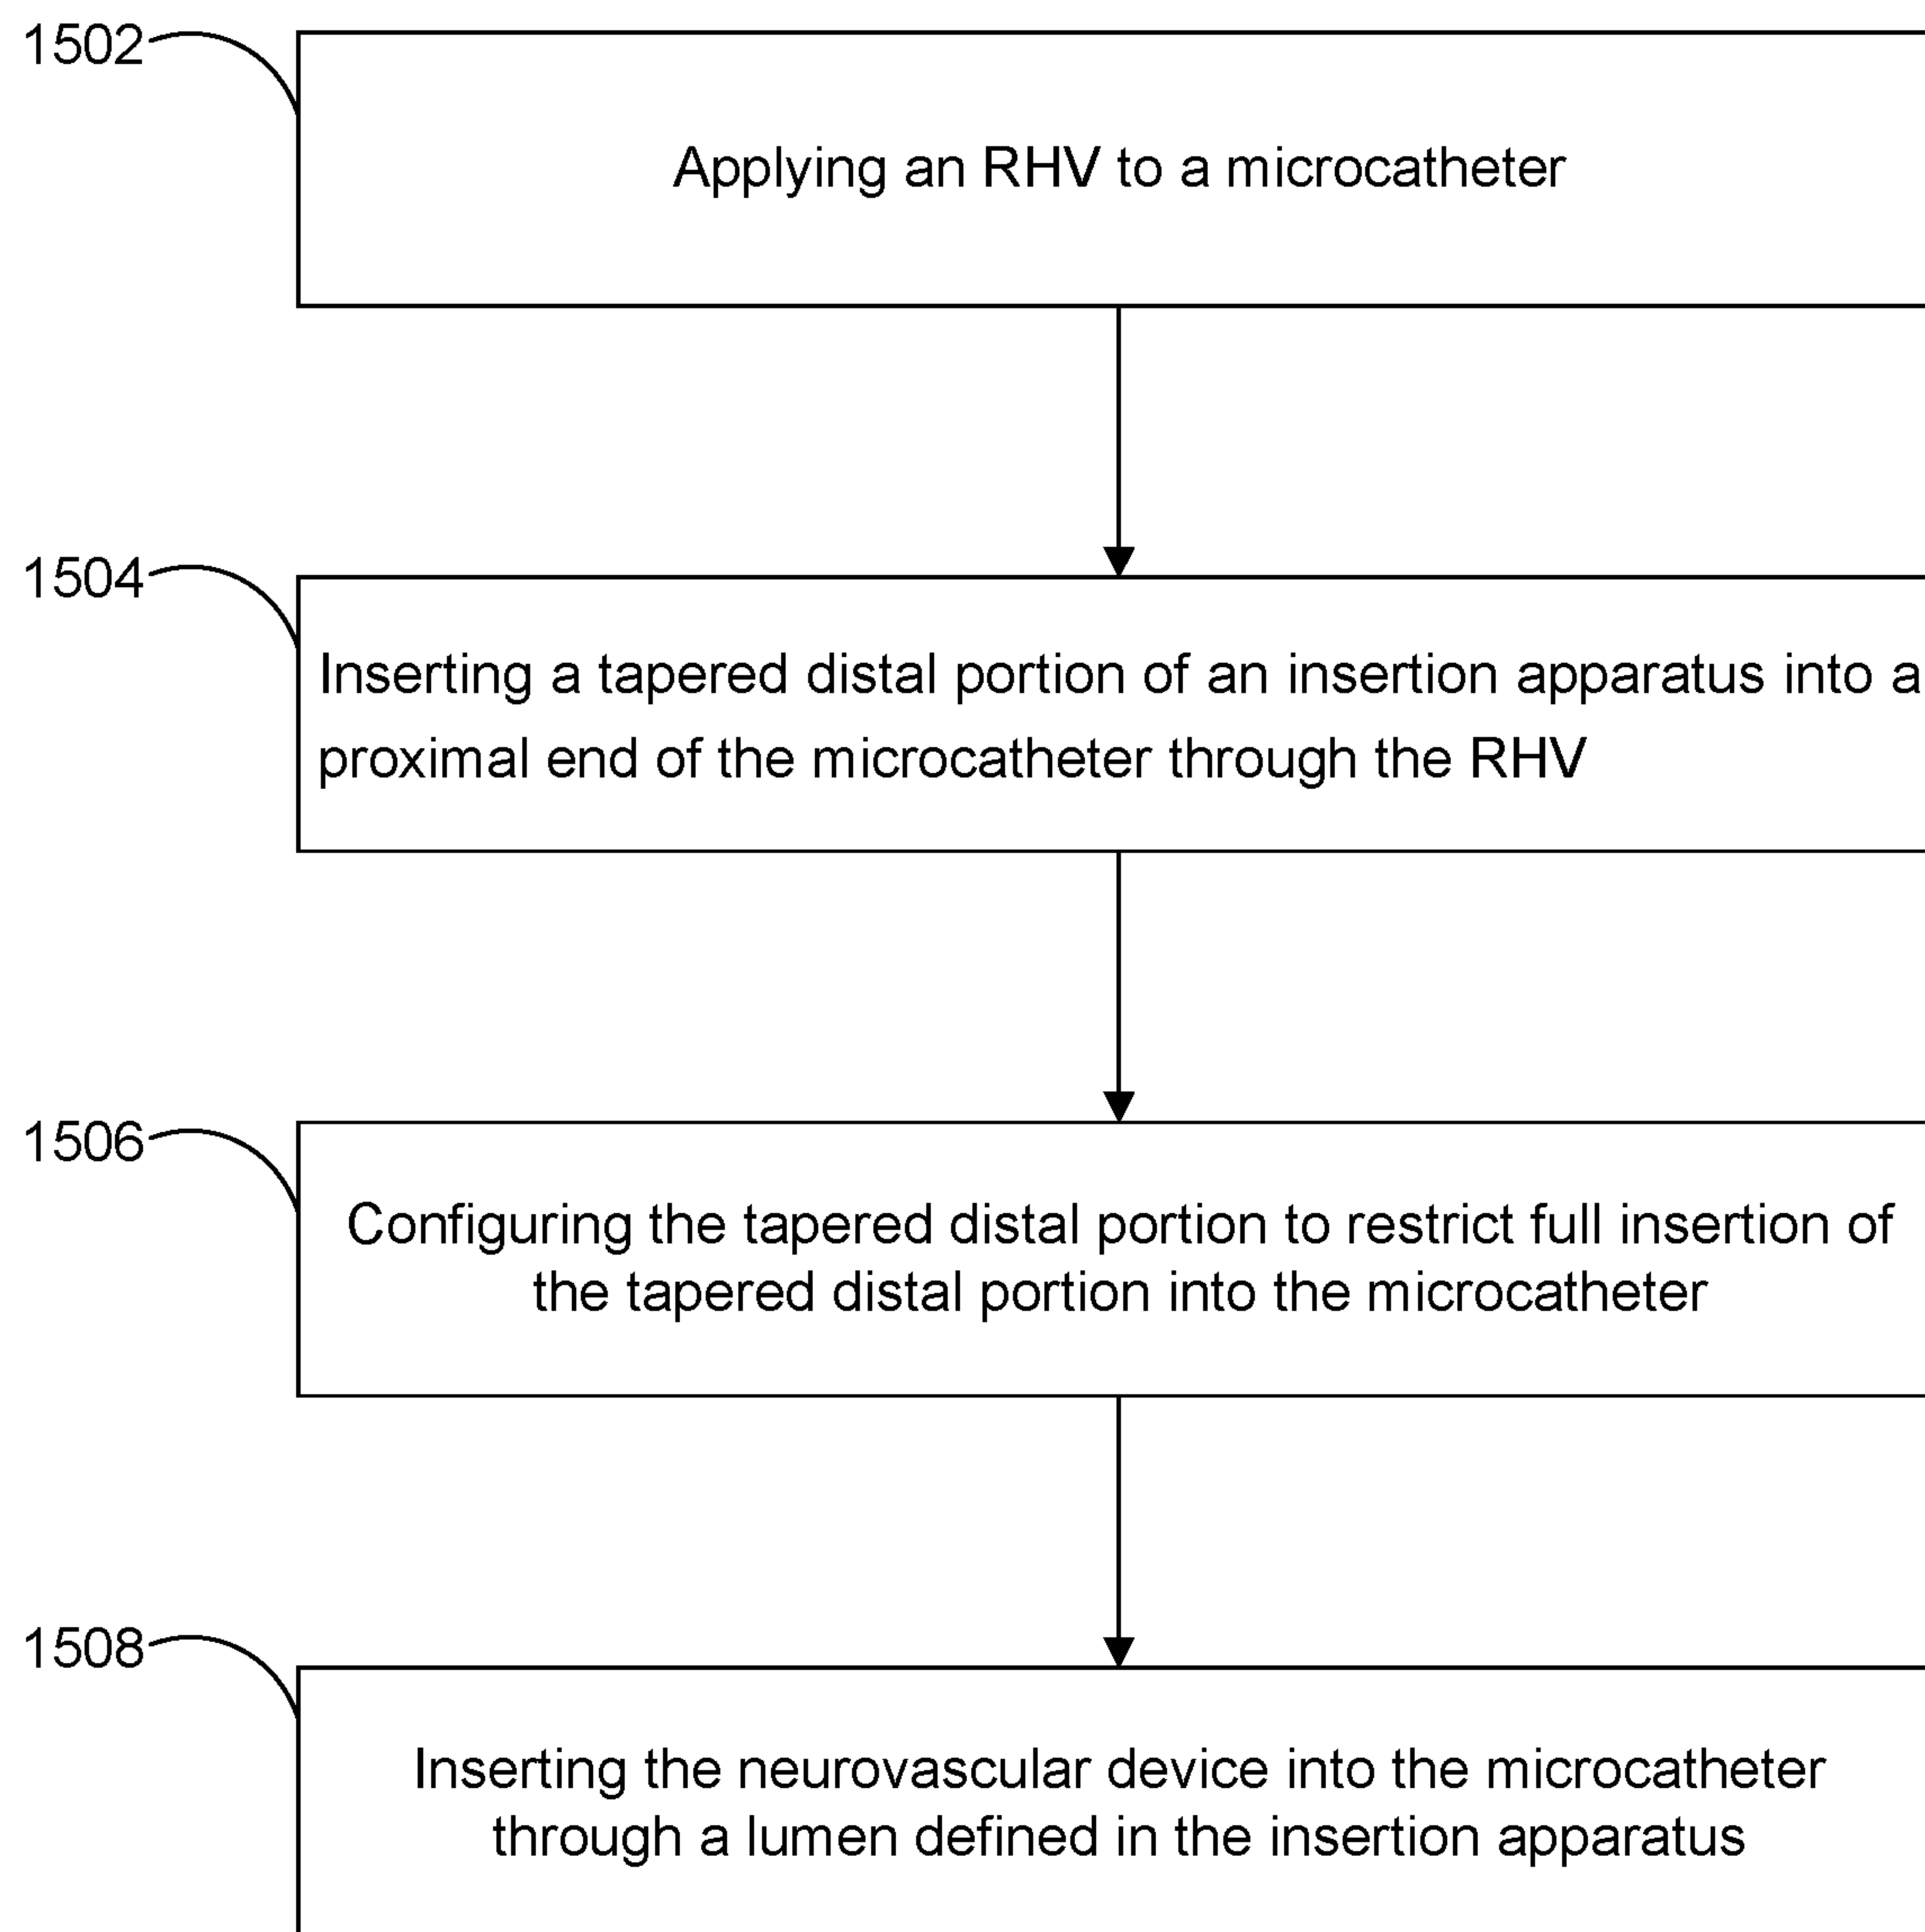 1502
Applying an RHV to a microcatheter
1504
Inserting a tapered distal portion of an insertion apparatus into a
proximal end of the microcatheter through the RHV
1506
Configuring the tapered distal portion to restrict full insertion of
the tapered distal portion into the microcatheter
1508
Inserting the neurovascular device into the microcatheter
through a lumen defined in the insertion apparatus